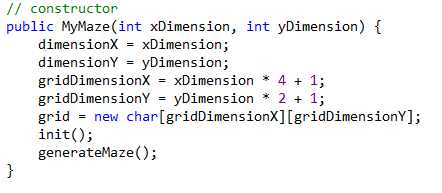 // constructor
public MyMaze(int xDimension, int yDimension) {
    dimensionX = xDimension;
    dimensionY = yDimension;
    gridDimensionX = xDimension * 4 + 1;
    gridDimensionY = yDimension * 2 + 1;
    grid = new char[gridDimensionX][gridDimensionY];
    init();
    generateMaze();
}